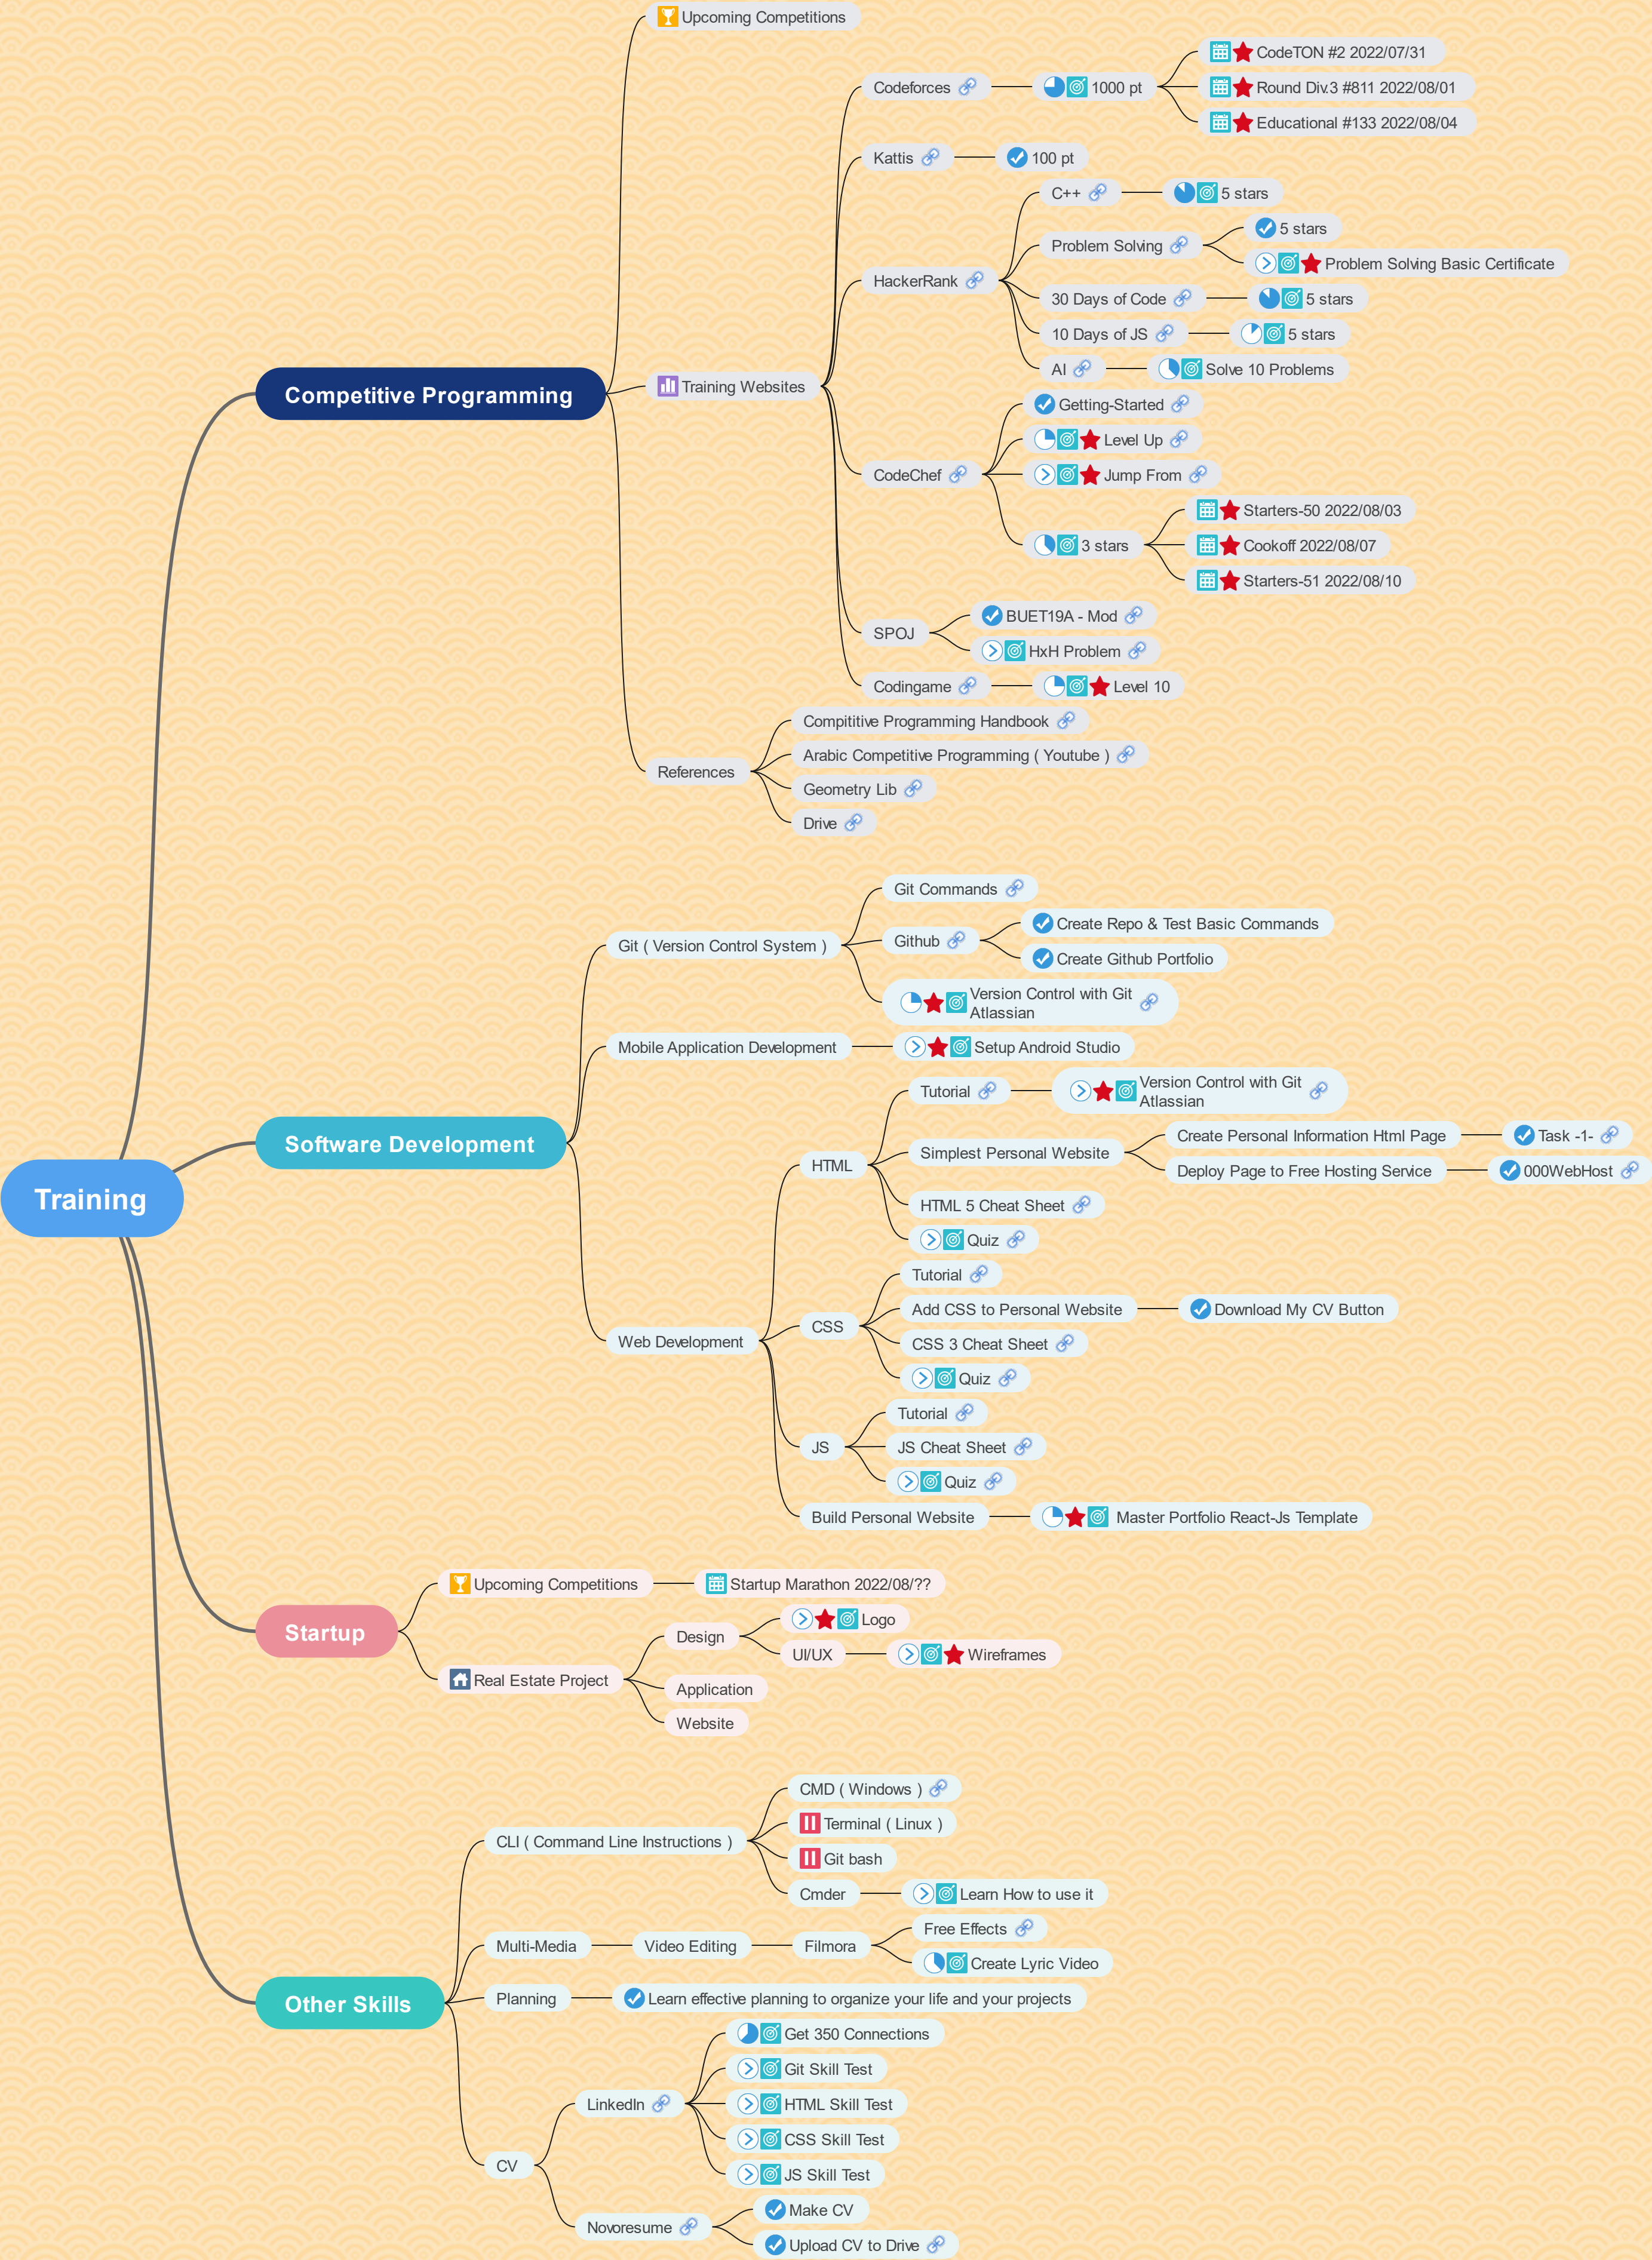 Training
Competitive Programming
Upcoming Competitions
Training Websites
Codeforces
1000 pt
CodeTON #2 2022/07/31
Round Div.3 #811 2022/08/01
Educational #133 2022/08/04
Kattis
100 pt
HackerRank
C++
5 stars
Problem Solving
5 stars
Problem Solving Basic Certificate
30 Days of Code
5 stars
10 Days of JS
5 stars
AI
Solve 10 Problems
CodeChef
Getting-Started
Level Up
Jump From
3 stars
Starters-50 2022/08/03
Cookoff 2022/08/07
Starters-51 2022/08/10
SPOJ
BUET19A - Mod
HxH Problem
Codingame
Level 10
References
Compititive Programming Handbook
Arabic Competitive Programming ( Youtube )
Geometry Lib
Drive
Software Development
Git ( Version Control System )
Git Commands
Github
Create Repo & Test Basic Commands
Create Github Portfolio
Version Control with Git
Atlassian
Mobile Application Development
Setup Android Studio
Web Development
HTML
Tutorial
Version Control with Git
Atlassian
Simplest Personal Website
Create Personal Information Html Page
Task -1-
Deploy Page to Free Hosting Service
000WebHost
HTML 5 Cheat Sheet
Quiz
CSS
Tutorial
Add CSS to Personal Website
Download My CV Button
CSS 3 Cheat Sheet
Quiz
JS
Tutorial
JS Cheat Sheet
Quiz
Build Personal Website
Master Portfolio React-Js Template
Startup
Upcoming Competitions
Startup Marathon 2022/08/??
Real Estate Project
Design
Logo
UI/UX
Wireframes
Application
Website
Other Skills
CLI ( Command Line Instructions )
CMD ( Windows )
Terminal ( Linux )
Git bash
Cmder
Learn How to use it
Multi-Media
Video Editing
Filmora
Free Effects
Create Lyric Video
Planning
Learn effective planning to organize your life and your projects
CV
LinkedIn
Get 350 Connections
Git Skill Test
HTML Skill Test
CSS Skill Test
JS Skill Test
Novoresume
Make CV
Upload CV to Drive